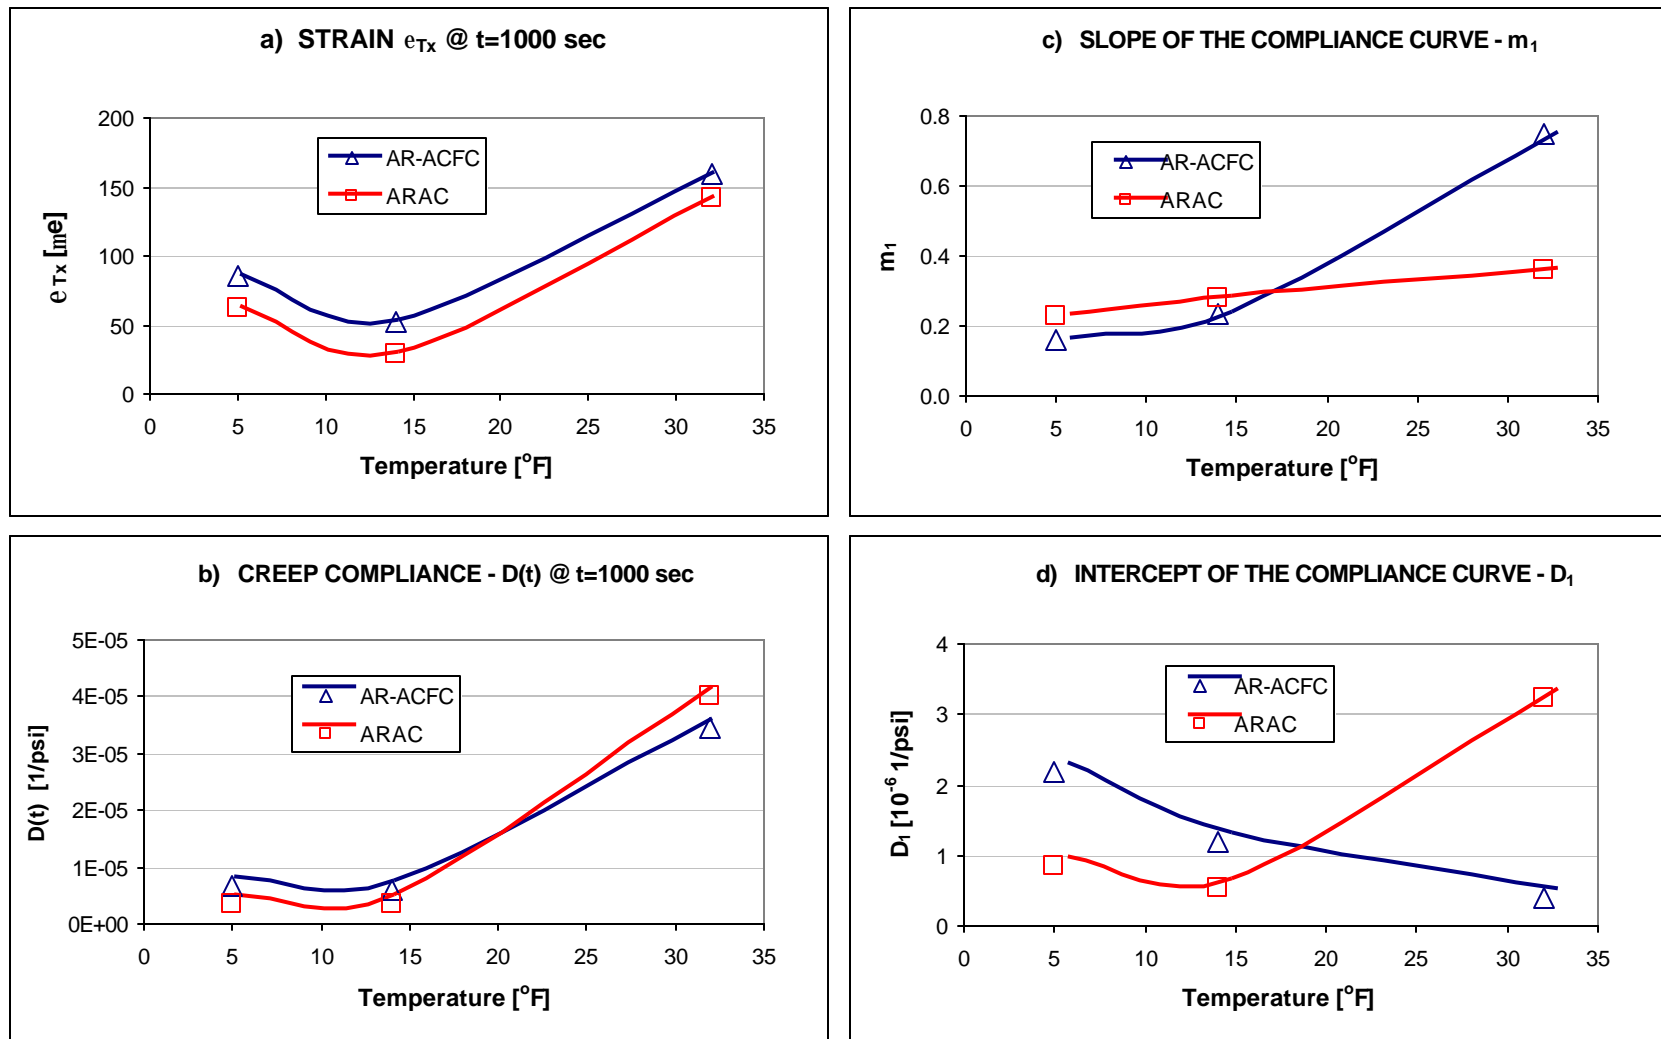 a) STRAIN e_Tx @ t=1000 sec
200
150
100
50
0
e Tx [me]
AR-ACFC
ARAC
0 5 10 15 20 25 30 35
Temperature [°F]
c) SLOPE OF THE COMPLIANCE CURVE - m₁
0.8
0.6
0.4
0.2
0.0
m₁
AR-ACFC
ARAC
0 5 10 15 20 25 30 35
Temperature [°F]
b) CREEP COMPLIANCE - D(t) @ t=1000 sec
5E-05
4E-05
3E-05
2E-05
1E-05
0E+00
D(t) [1/psi]
AR-ACFC
ARAC
0 5 10 15 20 25 30 35
Temperature [°F]
d) INTERCEPT OF THE COMPLIANCE CURVE - D₁
4
3
2
1
0
D₁ [10⁻⁶ 1/psi]
AR-ACFC
ARAC
0 5 10 15 20 25 30 35
Temperature [°F]